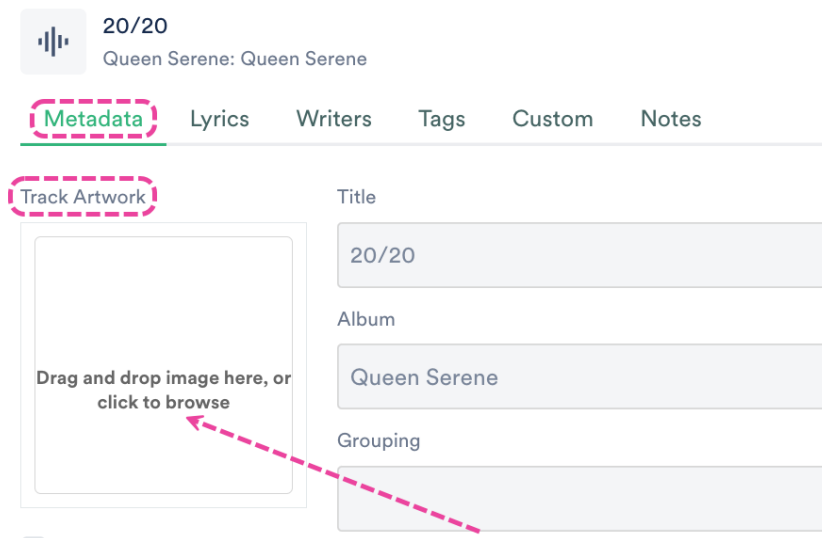 20/20
Queen Serene: Queen Serene
Metadata Lyrics Writers Tags Custom Notes
Track Artwork
Drag and drop image here, or
click to browse
Title
20/20
Album
Queen Serene
Grouping